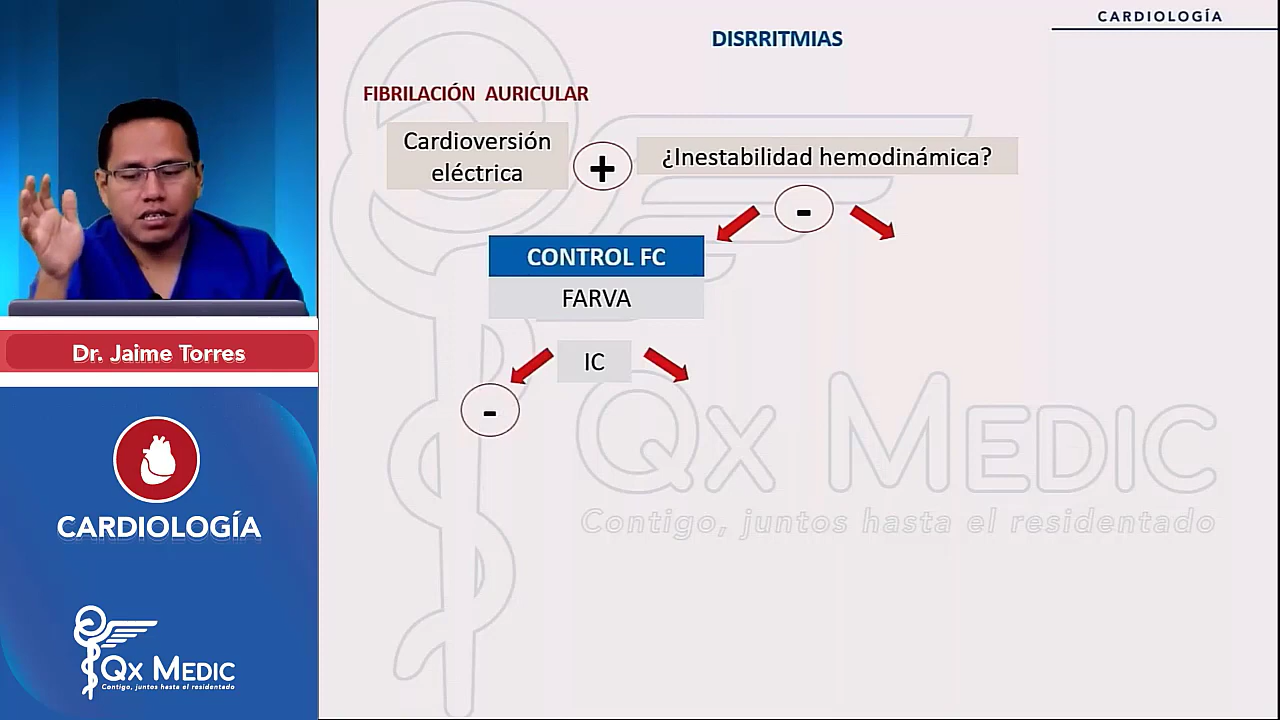 CARDIOLOGÍA
DISRRITMIAS
FIBRILACIÓN AURICULAR
Cardioversión
eléctrica
+
¿Inestabilidad hemodinámica?
-
CONTROL FC
FARVA
IC
-
Dr. Jaime Torres
CARDIOLOGÍA
Qx MEDIC
Contigo, juntos hasta el residentado
Qx MEDIC
Contigo, juntos hasta el residentado